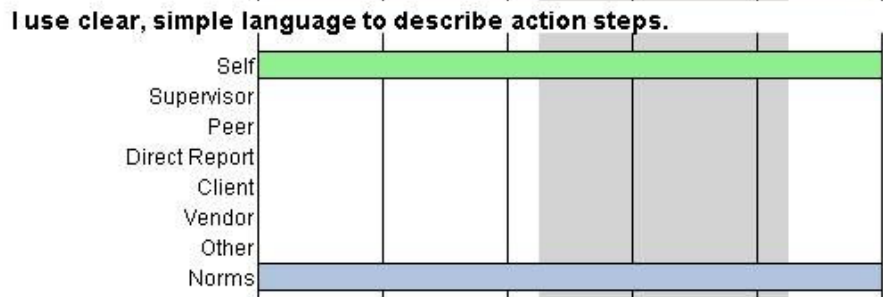 I use clear, simple language to describe action steps.
Self
Supervisor
Peer
Direct Report
Client
Vendor
Other
Norms